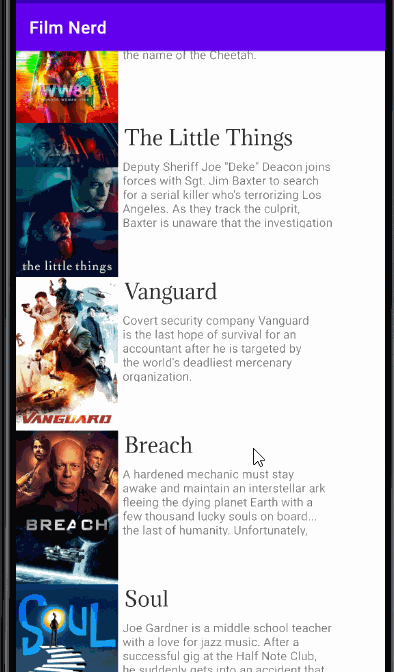 Film Nerd
the name of the Cheetah.
WW84
The Little Things
Deputy Sheriff Joe "Deke" Deacon joins
forces with Sgt. Jim Baxter to search
for a serial killer who's terrorizing Los
Angeles. As they track the culprit,
Baxter is unaware that the investigation
the little things
Vanguard
Covert security company Vanguard
is the last hope of survival for an
accountant after he is targeted by
the world's deadliest mercenary
organization.
VANGUARD
Breach
A hardened mechanic must stay
awake and maintain an interstellar ark
fleeing the dying planet Earth with a
few thousand lucky souls on board...
the last of humanity. Unfortunately,
BREACH
Soul
Joe Gardner is a middle school teacher
with a love for jazz music. After a
successful gig at the Half Note Club,
he suddenly gets into an accident that
SOUL